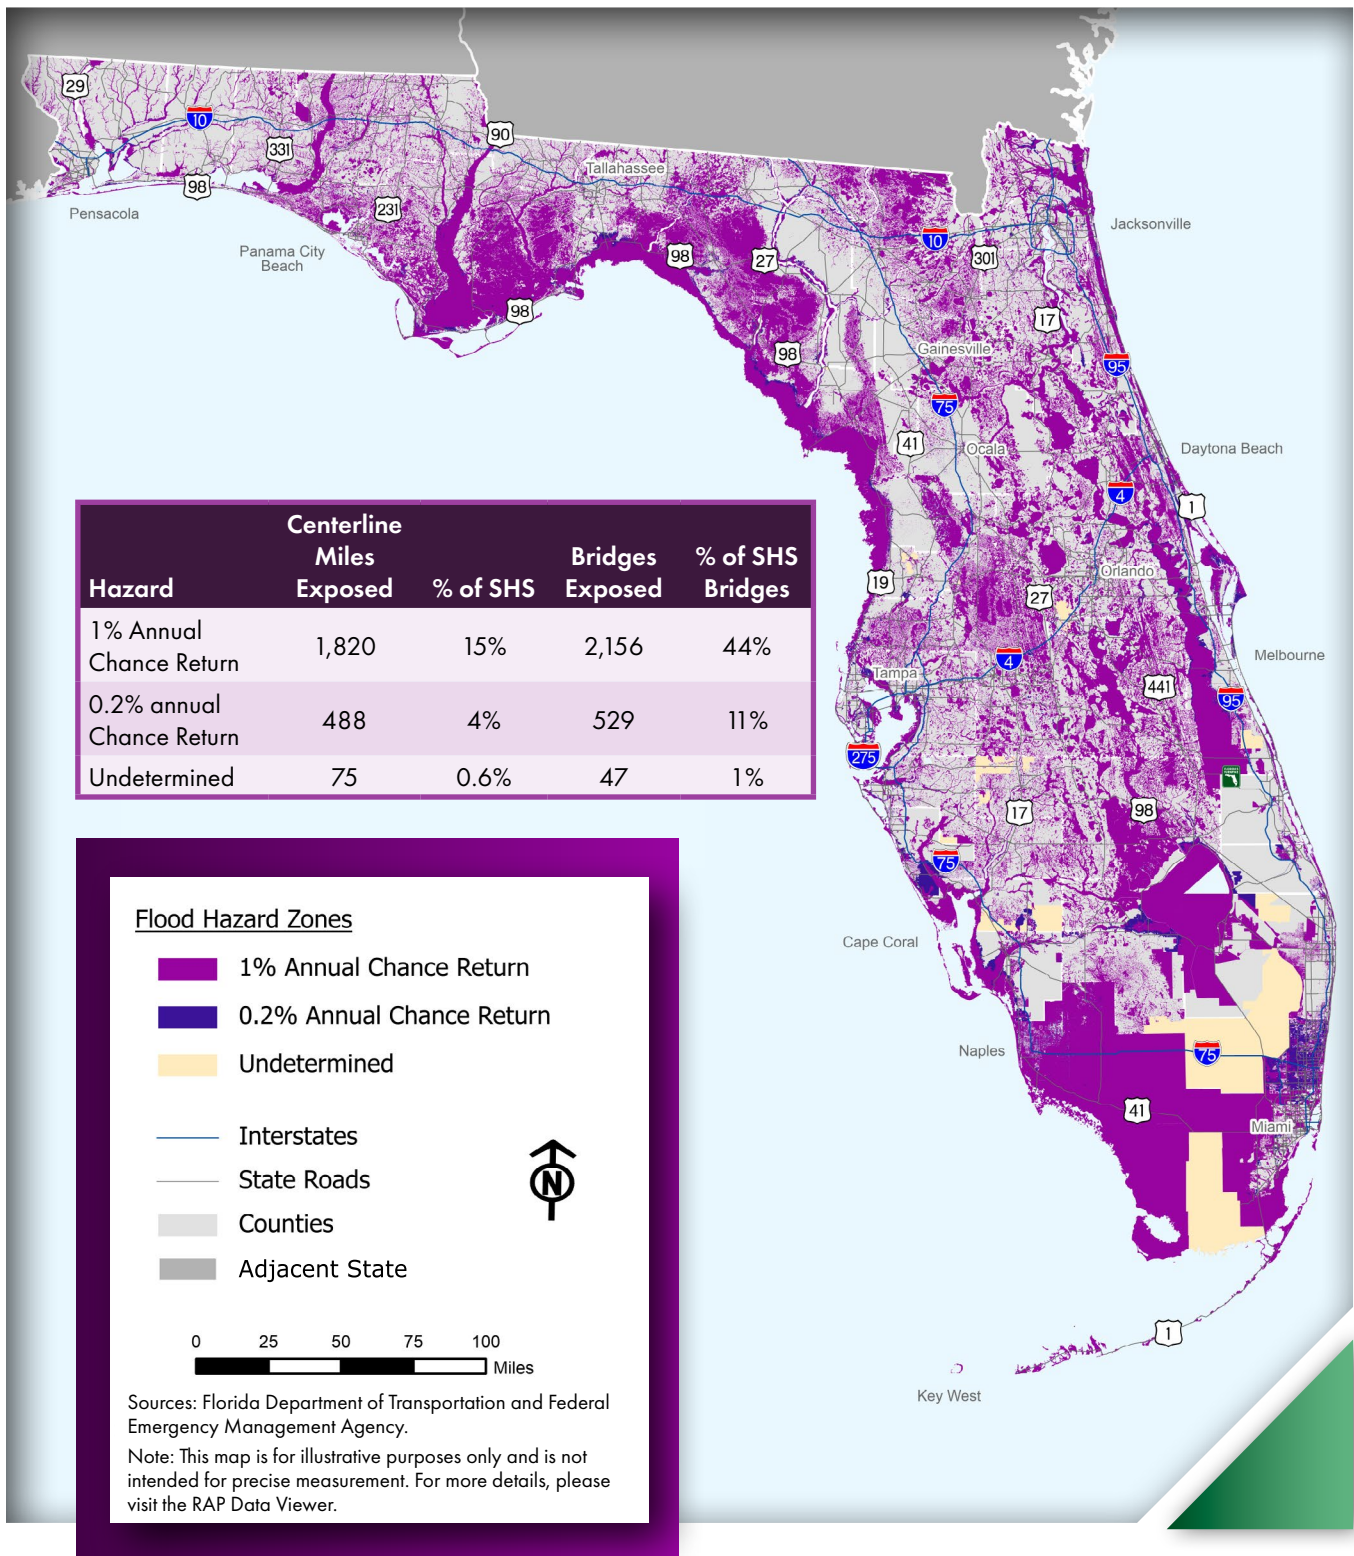 29
10
331
98
90
Tallahassee
Pensacola
231
Panama City
Beach
98
98
27
10
301
Jacksonville
17
98
Gainesville
95
75
41
Ocala
Daytona Beach
4
1
Hazard Centerline Miles Exposed % of SHS Bridges Exposed % of SHS Bridges
1% Annual Chance Return 1,820 15% 2,156 44%
0.2% annual Chance Return 488 4% 529 11%
Undetermined 75 0.6% 47 1%
19
Orlando
27
4
Melbourne
Tampa
441
95
275
17
98
75
Cape Coral
Naples
75
41
Miami
1
Key West
Flood Hazard Zones
1% Annual Chance Return
0.2% Annual Chance Return
Undetermined
Interstates
State Roads
Counties
Adjacent State
N
0 25 50 75 100
Miles
Sources: Florida Department of Transportation and Federal
Emergency Management Agency.
Note: This map is for illustrative purposes only and is not
intended for precise measurement. For more details, please
visit the RAP Data Viewer.